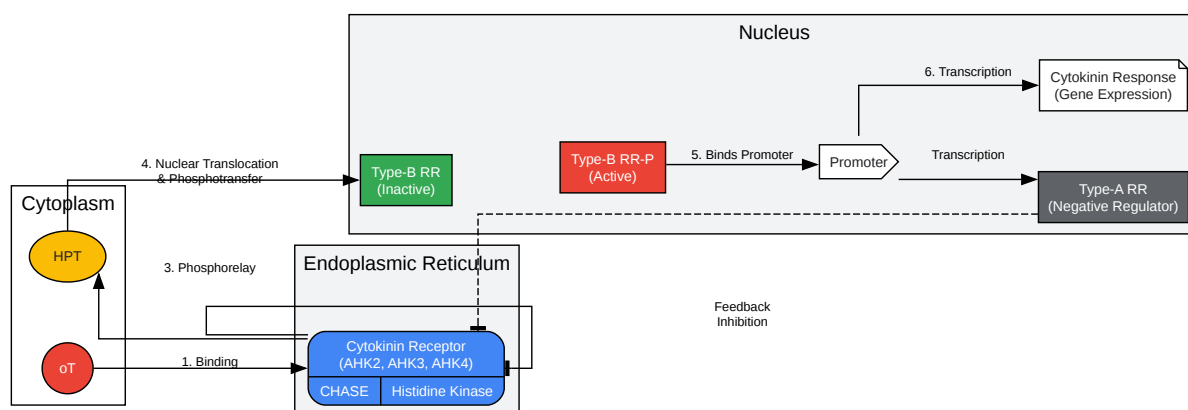 Nucleus
6. Transcription
Cytokinin Response
(Gene Expression)
4. Nuclear Translocation
& Phosphotransfer
Type-B RR
(Inactive)
Type-B RR-P
(Active)
5. Binds Promoter
Promoter
Transcription
Type-A RR
(Negative Regulator)
Cytoplasm
HPT
3. Phosphorelay
Endoplasmic Reticulum
Feedback
Inhibition
oT
1. Binding
Cytokinin Receptor
(AHK2, AHK3, AHK4)
CHASE
Histidine Kinase